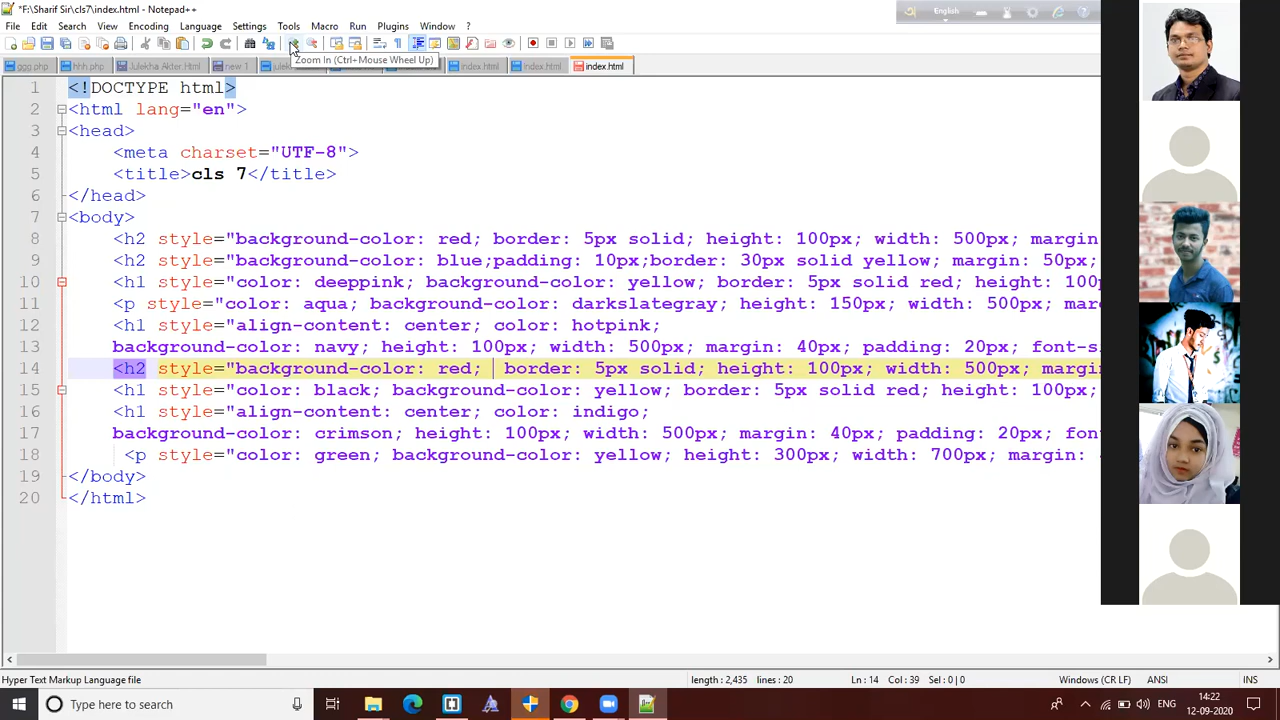 *F:\Sharif Sir\cls7\index.html - Notepad++
English
File Edit Search View Encoding Language Settings Tools Macro Run Plugins Window ?
Zoom In (Ctrl+Mouse Wheel Up)
ggg.php hhh.php Julekha Akter.Html new 1 index.html index.html index.html
1 <!DOCTYPE html>
2 <html lang="en">
3 <head>
4 <meta charset="UTF-8">
5 <title>cls 7</title>
6 </head>
7 <body>
8 <h2 style="background-color: red; border: 5px solid; height: 100px; width: 500px; margin
9 <h2 style="background-color: blue;padding: 10px;border: 30px solid yellow; margin: 50px;
10 <h1 style="color: deeppink; background-color: yellow; border: 5px solid red; height: 100
11 <p style="color: aqua; background-color: darkslategray; height: 150px; width: 500px; mar
12 <h1 style="align-content: center; color: hotpink;
13 background-color: navy; height: 100px; width: 500px; margin: 40px; padding: 20px; font-s
14 <h2 style="background-color: red; border: 5px solid; height: 100px; width: 500px; margi
15 <h1 style="color: black; background-color: yellow; border: 5px solid red; height: 100px;
16 <h1 style="align-content: center; color: indigo;
17 background-color: crimson; height: 100px; width: 500px; margin: 40px; padding: 20px; fon
18 <p style="color: green; background-color: yellow; height: 300px; width: 700px; margin:
19 </body>
20 </html>
Hyper Text Markup Language file length : 2,435 lines : 20 Ln : 14 Col : 39 Sel : 0 | 0 Windows (CR LF) ANSI INS
Type here to search
ENG
14:22
12-09-2020